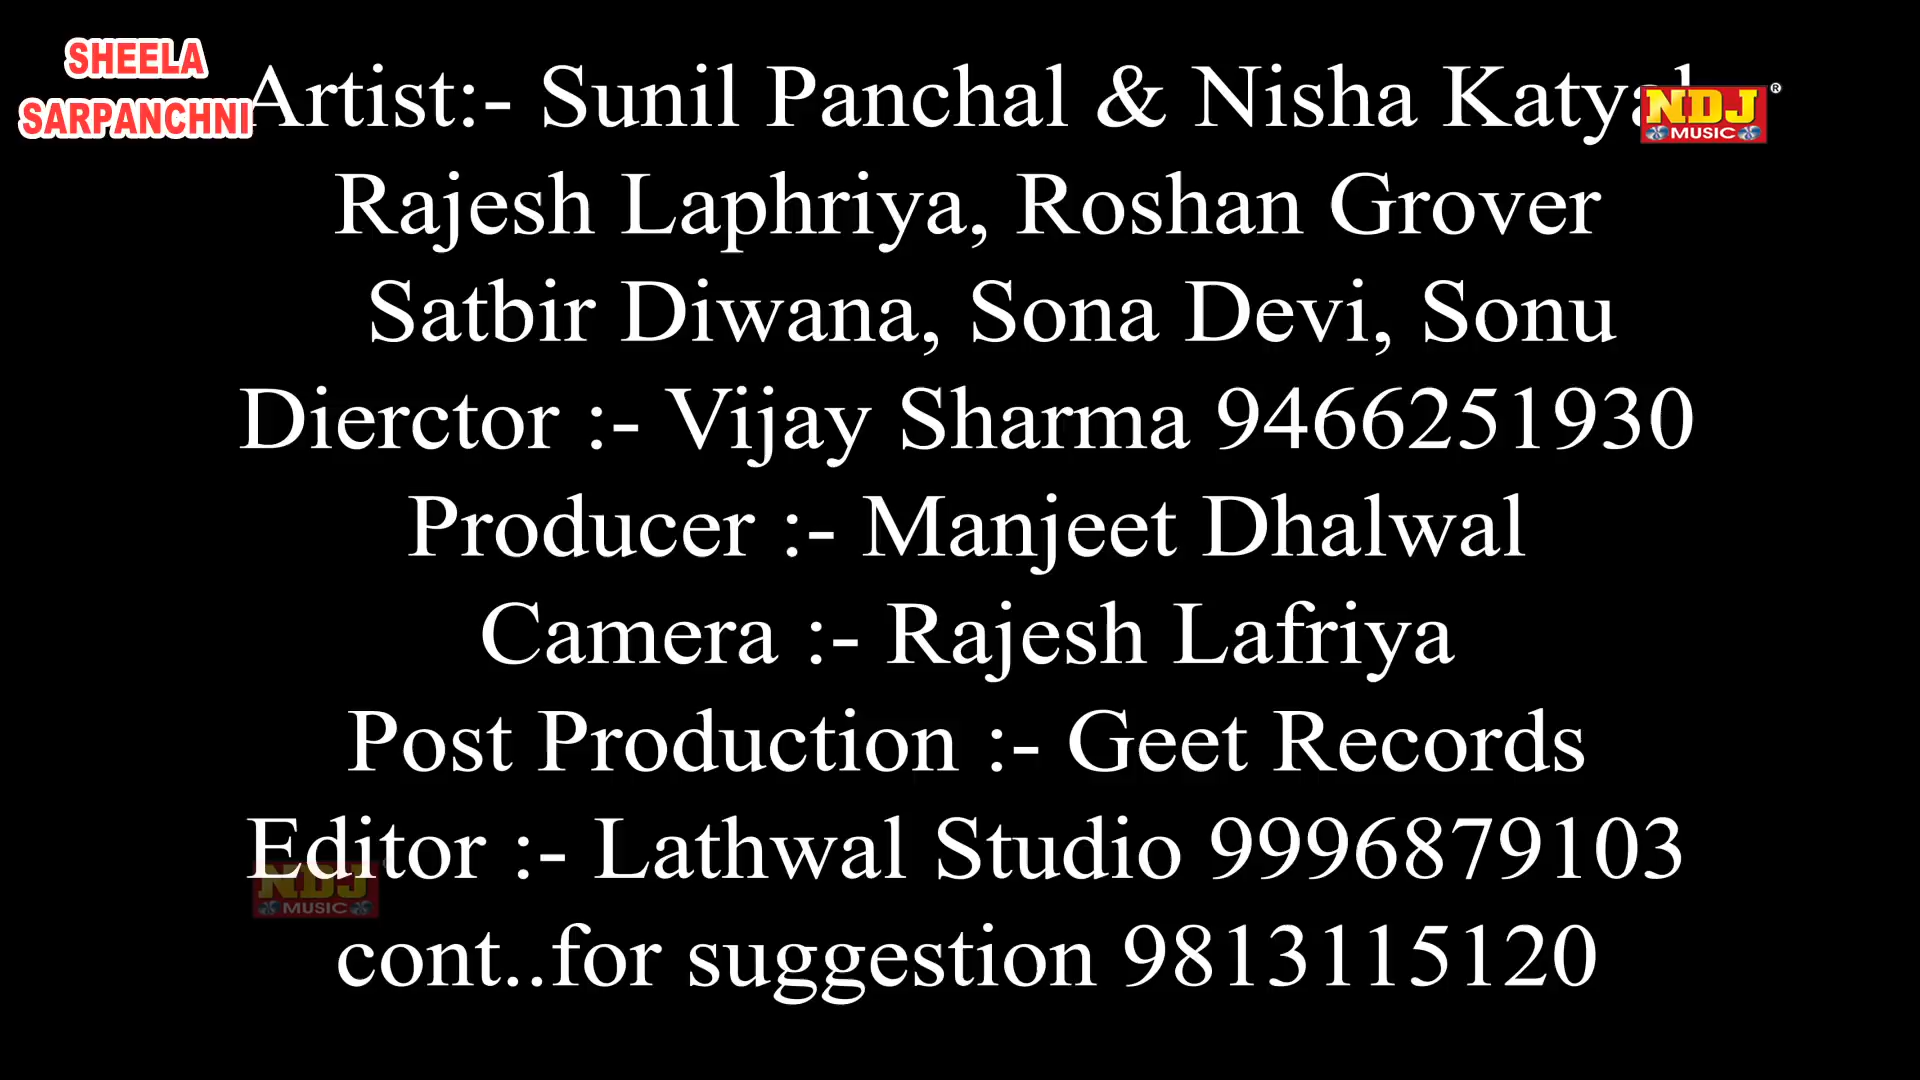 SHEELA
SARPANCHNI
Artist:- Sunil Panchal & Nisha Katyal
NDJ
MUSIC
®
Rajesh Laphriya, Roshan Grover
Satbir Diwana, Sona Devi, Sonu
Dierctor :- Vijay Sharma 9466251930
Producer :- Manjeet Dhalwal
Camera :- Rajesh Lafriya
Post Production :- Geet Records
Editor :- Lathwal Studio 9996879103
NDJ
MUSIC
cont..for suggestion 9813115120